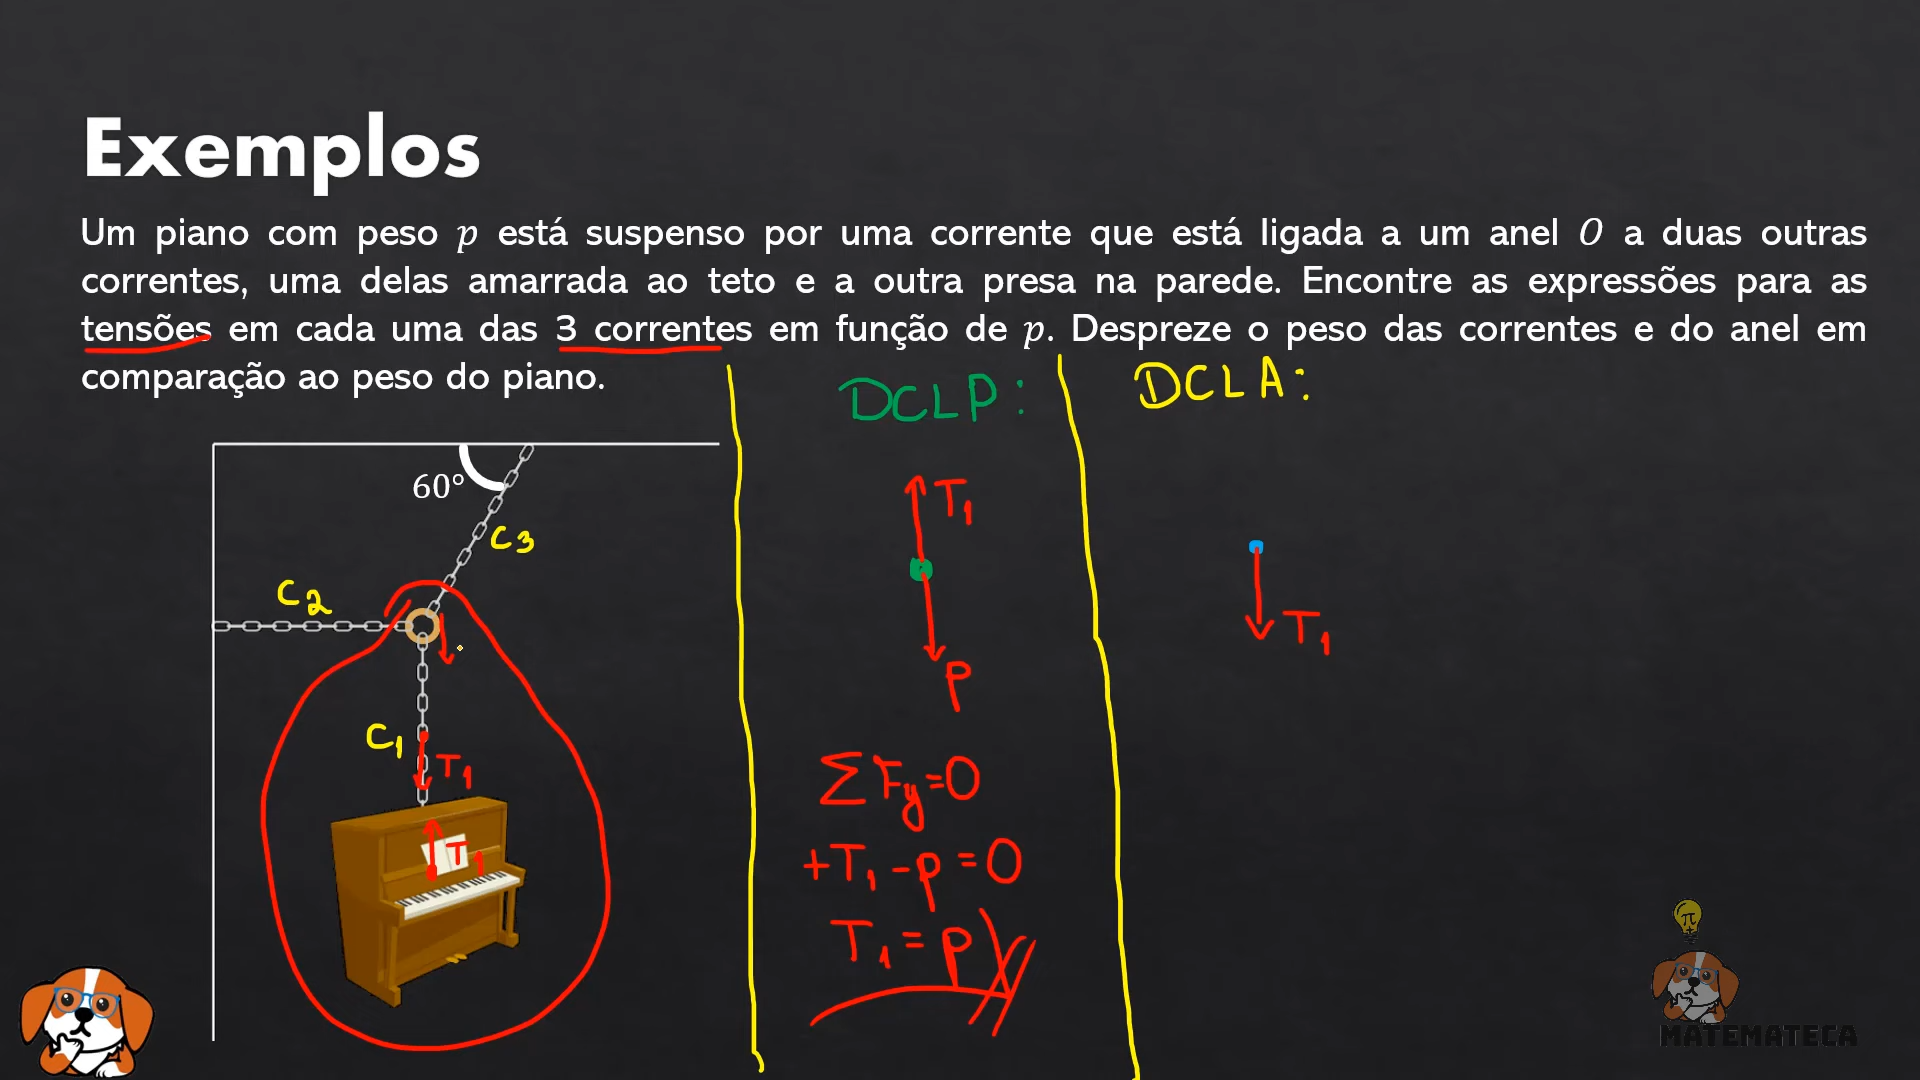 Exemplos
Um piano com peso p está suspenso por uma corrente que está ligada a um anel O a duas outras
correntes, uma delas amarrada ao teto e a outra presa na parede. Encontre as expressões para as
tensões em cada uma das 3 correntes em função de p. Despreze o peso das correntes e do anel em
comparação ao peso do piano.
60°
C3
C2
C1
T1
T1
DCLP:
T1
P
ΣFy=0
+T1-p=0
T1=p
DCLA:
T1
π
MATEMATECA